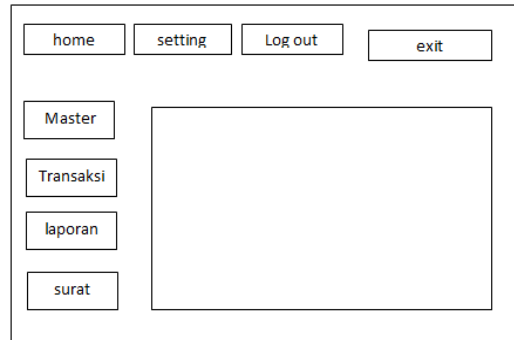 home
setting
Log out
exit
Master
Transaksi
laporan
surat